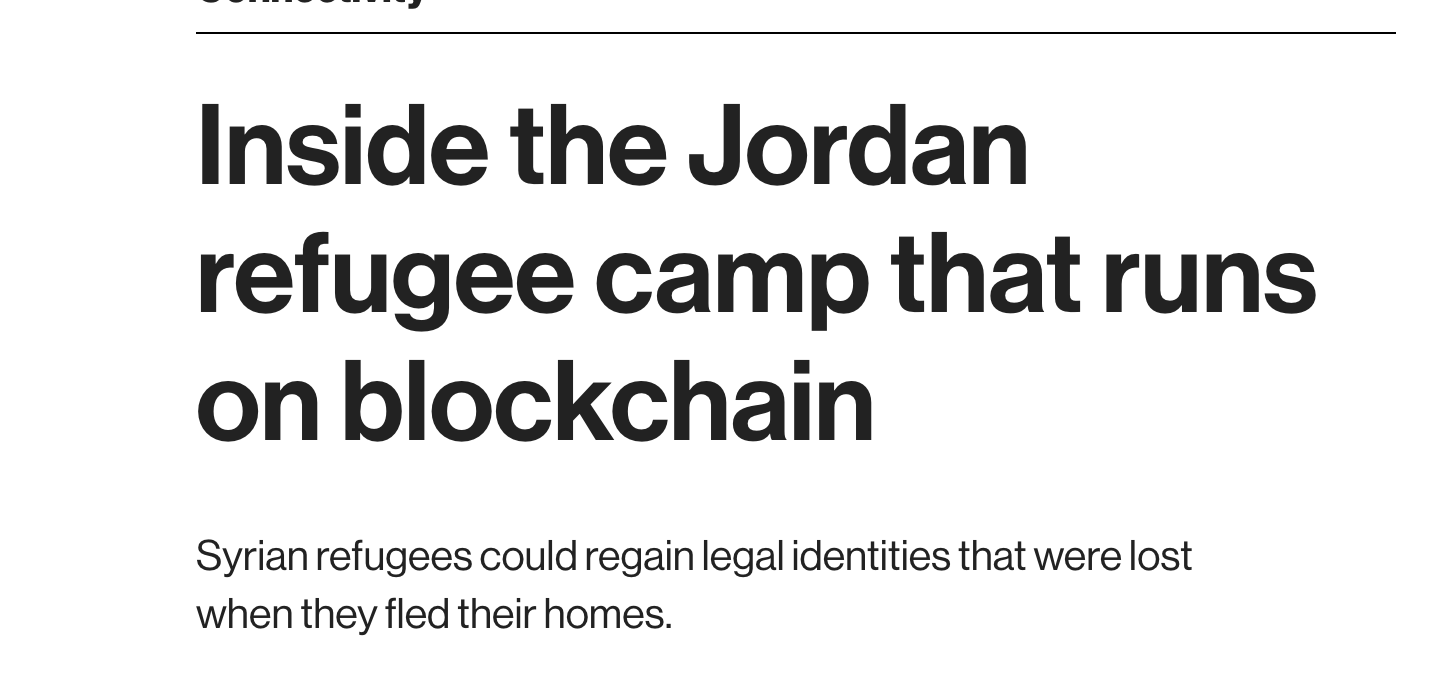 Connectivity
Inside the Jordan
refugee camp that runs
on blockchain
Syrian refugees could regain legal identities that were lost
when they fled their homes.